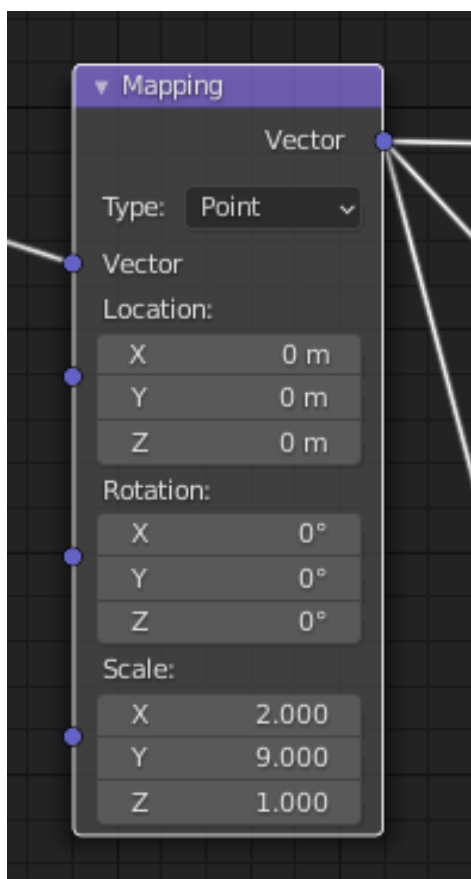 Mapping
Vector
Type: Point
Vector
Location:
X 0 m
Y 0 m
Z 0 m
Rotation:
X 0°
Y 0°
Z 0°
Scale:
X 2.000
Y 9.000
Z 1.000